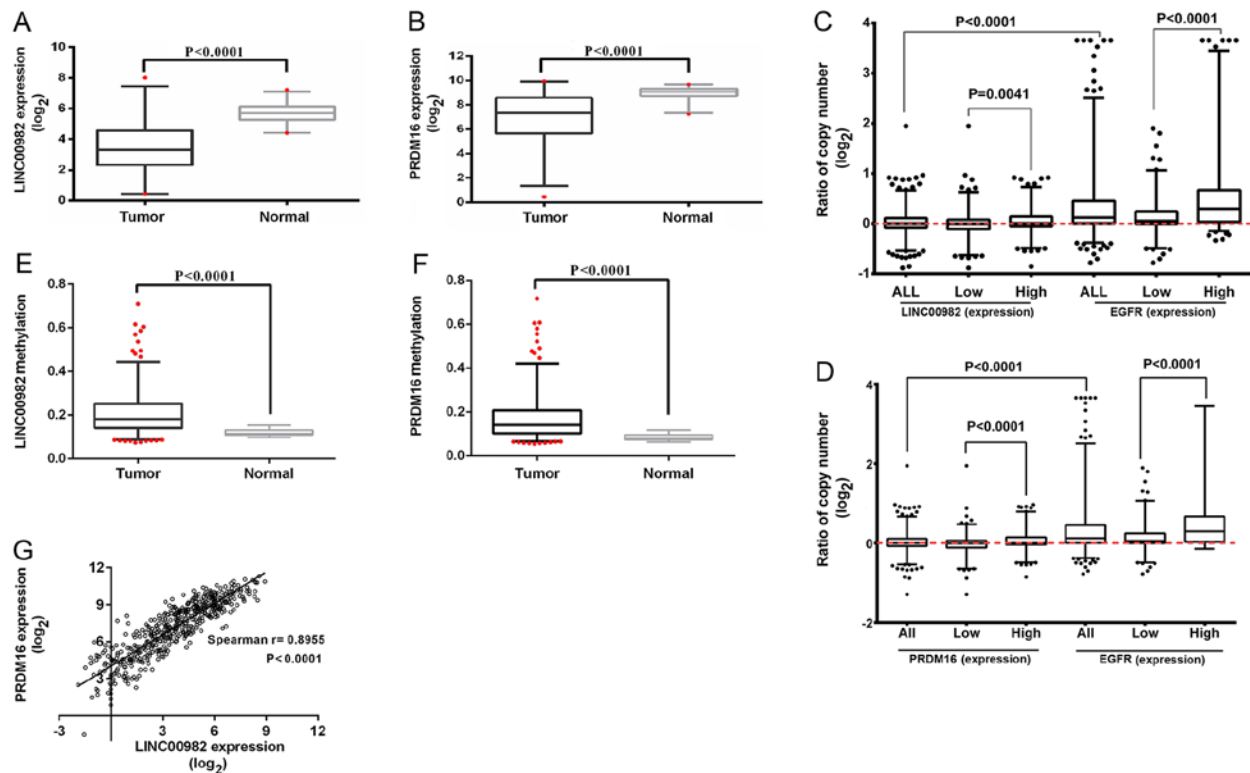 A
LINC00982 expression
(log2)
10
8
6
4
2
0
P<0.0001
Tumor Normal
B
PRDM16 expression
(log2)
12
10
8
6
4
2
0
P<0.0001
Tumor Normal
C
Ratio of copy number
(log2)
4
3
2
1
0
-1
P<0.0001
P<0.0001
P=0.0041
ALL Low High ALL Low High
LINC00982 (expression) EGFR (expression)
E
LINC00982 methylation
0.8
0.6
0.4
0.2
0.0
P<0.0001
Tumor Normal
F
PRDM16 methylation
0.8
0.6
0.4
0.2
0.0
P<0.0001
Tumor Normal
D
Ratio of copy number
(log2)
4
2
0
-2
P<0.0001
P<0.0001
P<0.0001
All Low High All Low High
PRDM16 (expression) EGFR (expression)
G
PRDM16 expression
(log2)
12
9
6
3
Spearman r= 0.8955
P< 0.0001
-3 3 6 9 12
LINC00982 expression
(log2)